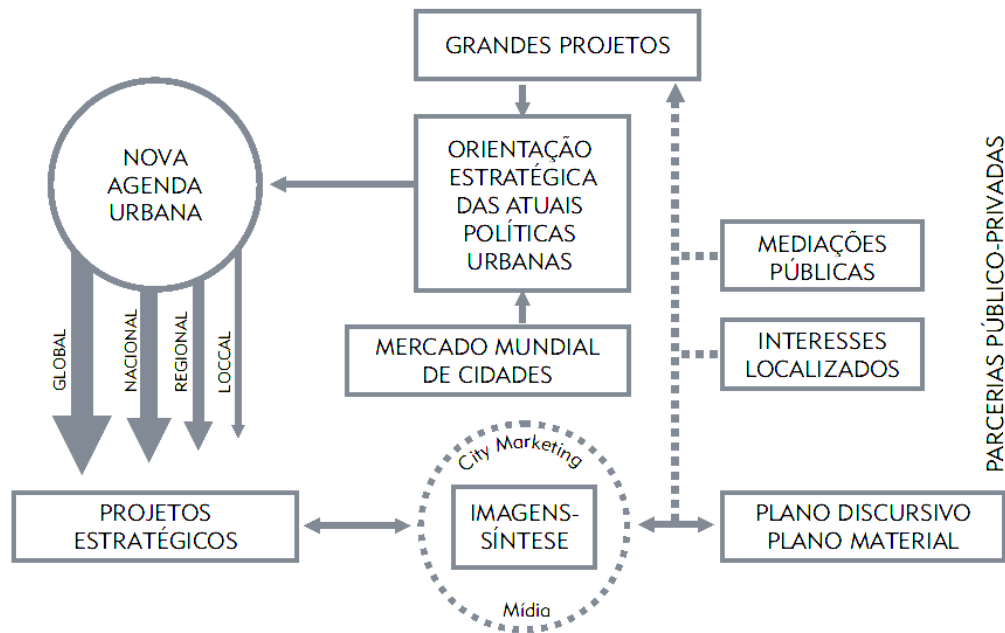 GRANDES PROJETOS
NOVA
AGENDA
URBANA
ORIENTAÇÃO
ESTRATÉGICA
DAS ATUAIS
POLÍTICAS
URBANAS
MEDIAÇÕES
PÚBLICAS
PARCERIAS PÚBLICO-PRIVADAS
GLOBAL
NACIONAL
REGIONAL
LOCCAL
MERCADO MUNDIAL
DE CIDADES
INTERESSES
LOCALIZADOS
City Marketing
PROJETOS
ESTRATÉGICOS
IMAGENS-
SÍNTESE
PLANO DISCURSIVO
PLANO MATERIAL
Mídia